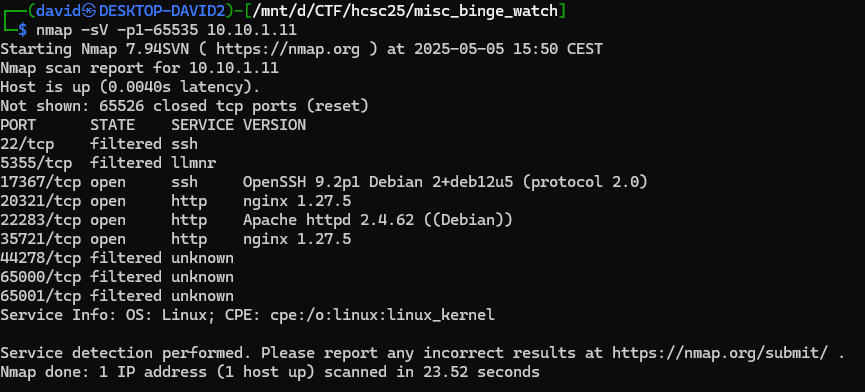 ┌──(david㉿DESKTOP-DAVID2)-[/mnt/d/CTF/hcsc25/misc_binge_watch]
└─$ nmap -sV -p1-65535 10.10.1.11
Starting Nmap 7.94SVN ( https://nmap.org ) at 2025-05-05 15:50 CEST
Nmap scan report for 10.10.1.11
Host is up (0.0040s latency).
Not shown: 65526 closed tcp ports (reset)
PORT      STATE    SERVICE VERSION
22/tcp    filtered ssh
5355/tcp  filtered llmnr
17367/tcp open     ssh     OpenSSH 9.2p1 Debian 2+deb12u5 (protocol 2.0)
20321/tcp open     http    nginx 1.27.5
22283/tcp open     http    Apache httpd 2.4.62 ((Debian))
35721/tcp open     http    nginx 1.27.5
44278/tcp filtered unknown
65000/tcp filtered unknown
65001/tcp filtered unknown
Service Info: OS: Linux; CPE: cpe:/o:linux:linux_kernel

Service detection performed. Please report any incorrect results at https://nmap.org/submit/ .
Nmap done: 1 IP address (1 host up) scanned in 23.52 seconds